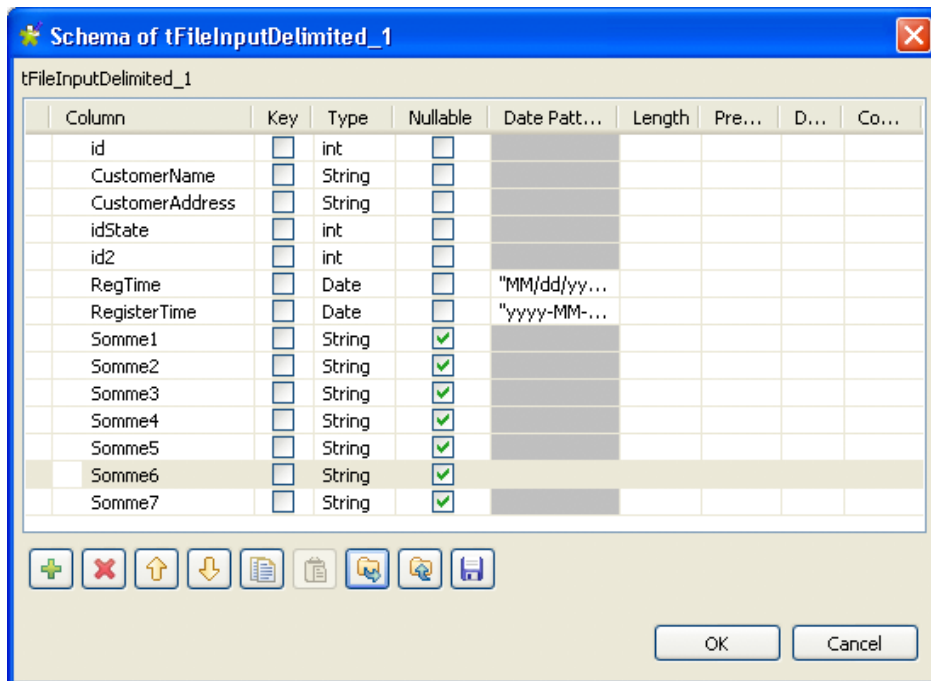 Schema of tFileInputDelimited_1
tFileInputDelimited_1
Column Key Type Nullable Date Patt... Length Pre... D... Co...
id int
CustomerName String
CustomerAddress String
idState int
id2 int
RegTime Date "MM/dd/yy...
RegisterTime Date "yyyy-MM-...
Somme1 String
Somme2 String
Somme3 String
Somme4 String
Somme5 String
Somme6 String
Somme7 String
OK Cancel